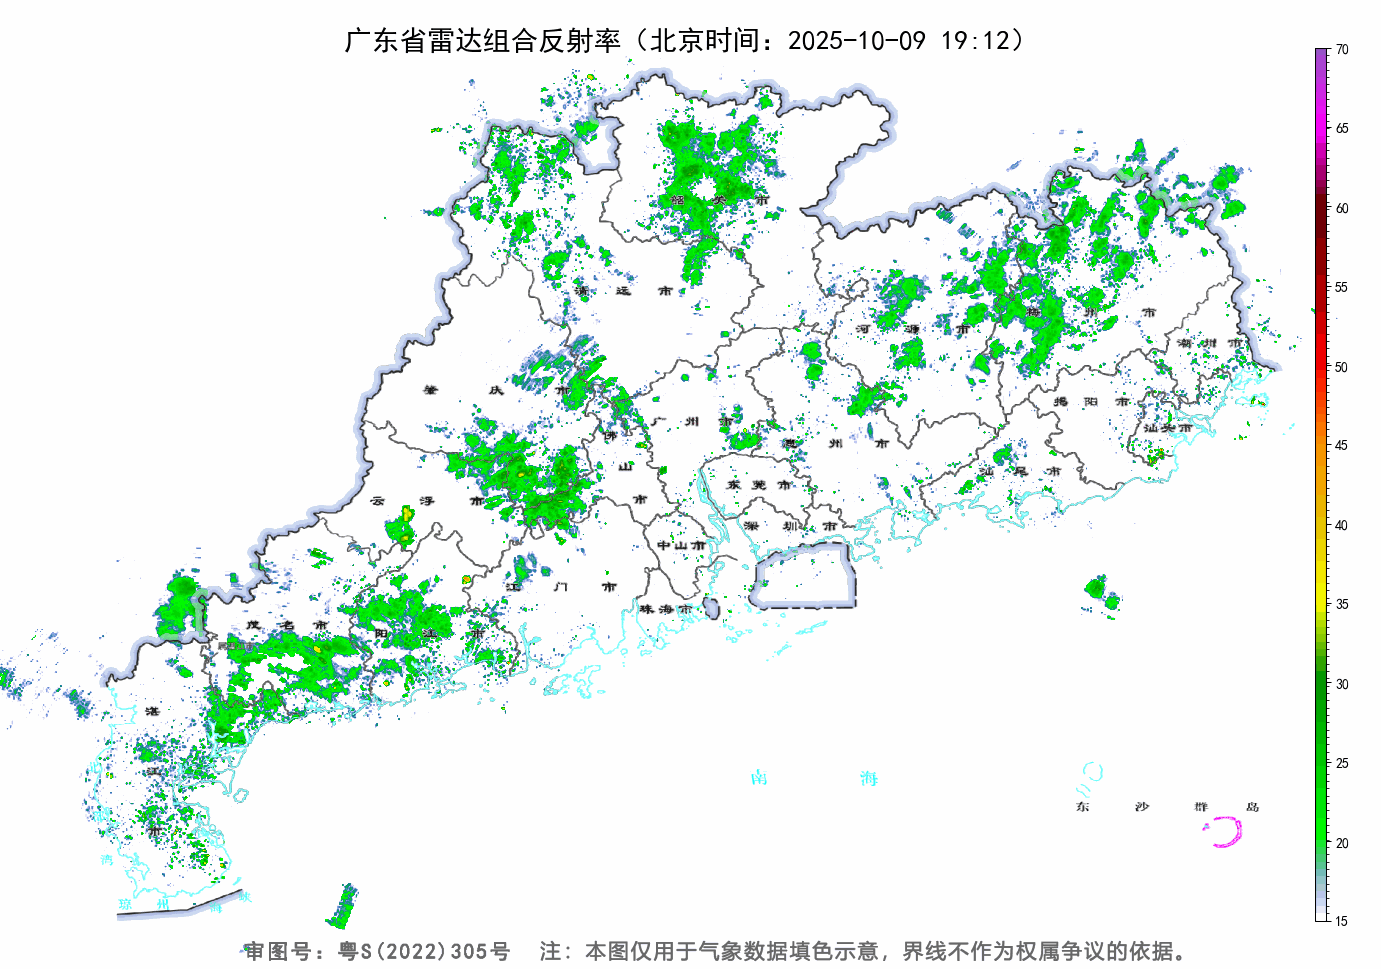 广东省雷达组合反射率（北京时间：2025-10-09 19:12）
70
65
60
55
50
45
40
35
30
25
20
15
韶关市
清远市
河源市
梅州市
潮州市
肇庆市
揭阳市
广州市
汕头市
佛山市
惠州市
汕尾市
东莞市
云浮市
深圳市
中山市
江门市
珠海市
茂名市
阳江市
湛江市
南海
东沙群岛
湾
琼州海峡
审图号：粤S(2022)305号 注：本图仅用于气象数据填色示意，界线不作为权属争议的依据。